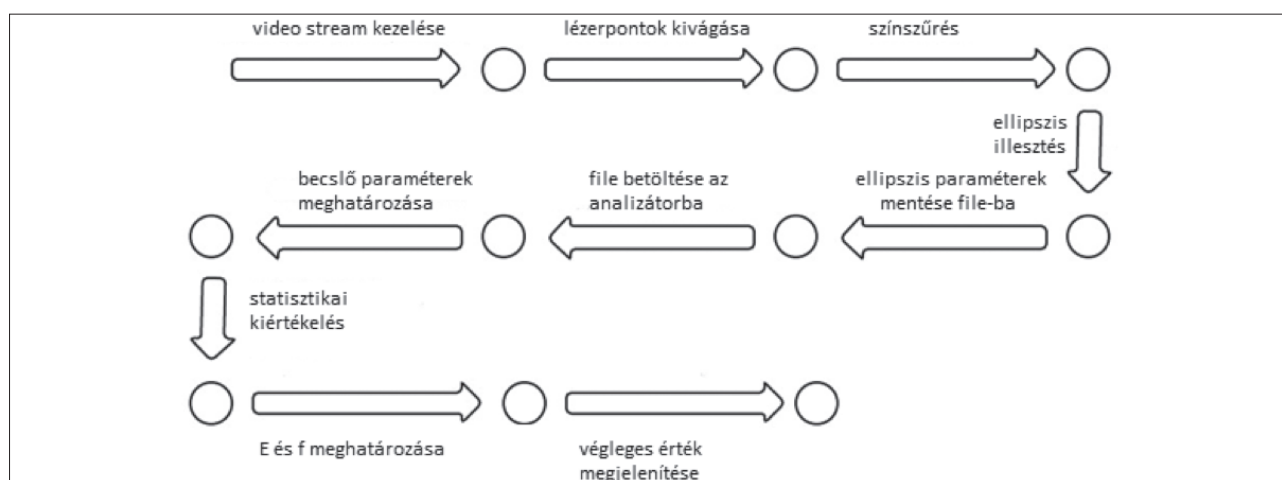 video stream kezelése
lézerpontok kivágása
színszűrés
ellipszis
illesztés
ellipszis paraméterek
mentése file-ba
file betöltése az
analizátorba
becslő paraméterek
meghatározása
statisztikai
kiértékelés
E és f meghatározása
végleges érték
megjelenítése